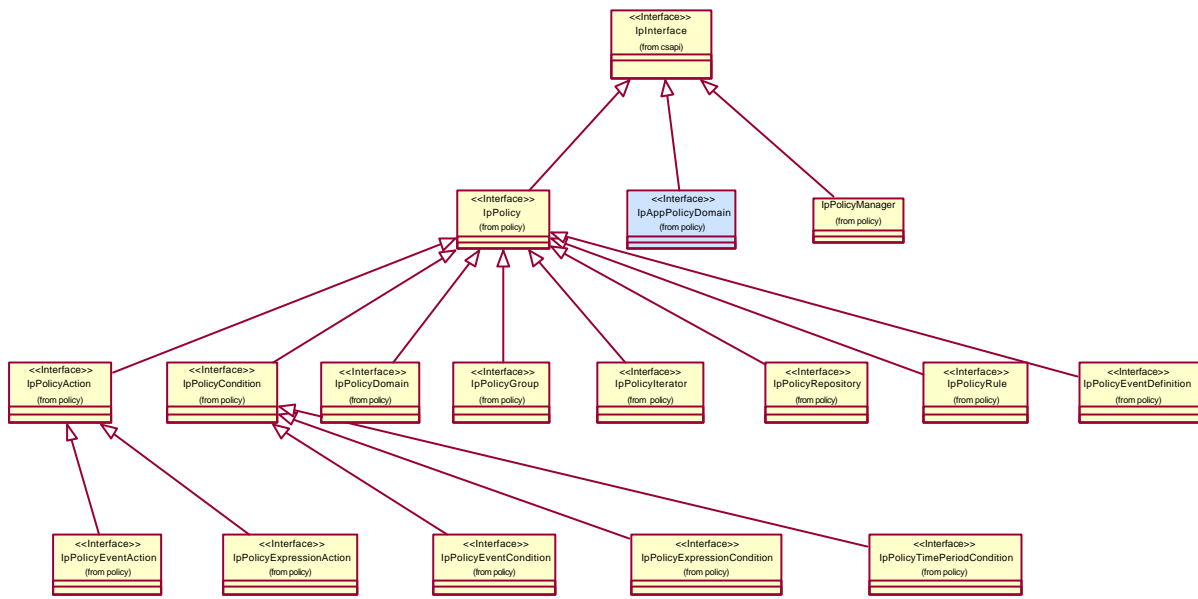 <<Interface>>
IpInterface
(from csapi)
<<Interface>>
IpPolicy
(from policy)
<<Interface>>
IpAppPolicyDomain
(from policy)
IpPolicyManager
(from policy)
<<Interface>>
IpPolicyAction
(from policy)
<<Interface>>
IpPolicyCondition
(from policy)
<<Interface>>
IpPolicyDomain
(from policy)
<<Interface>>
IpPolicyGroup
(from policy)
<<Interface>>
IpPolicyIterator
(from policy)
<<Interface>>
IpPolicyRepository
(from policy)
<<Interface>>
IpPolicyRule
(from policy)
<<Interface>>
IpPolicyEventDefinition
(from policy)
<<Interface>>
IpPolicyEventAction
(from policy)
<<Interface>>
IpPolicyExpressionAction
(from policy)
<<Interface>>
IpPolicyEventCondition
(from policy)
<<Interface>>
IpPolicyExpressionCondition
(from policy)
<<Interface>>
IpPolicyTimePeriodCondition
(from policy)